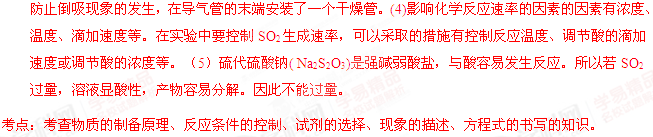 防止倒吸现象的发生，在导气管的末端安装了一个干燥管。(4)影响化学反应速率的因素的因素有浓度、
温度、滴加速度等。在实验中要控制 SO₂生成速率，可以采取的措施有控制反应温度、调节酸的滴加
速度或调节酸的浓度等。（5）硫代硫酸钠( Na₂S₂O₃)是强碱弱酸盐，与酸容易发生反应。所以若 SO₂
过量，溶液显酸性，产物容易分解。因此不能过量。
考点：考查物质的制备原理、反应条件的控制、试剂的选择、现象的描述、方程式的书写的知识。